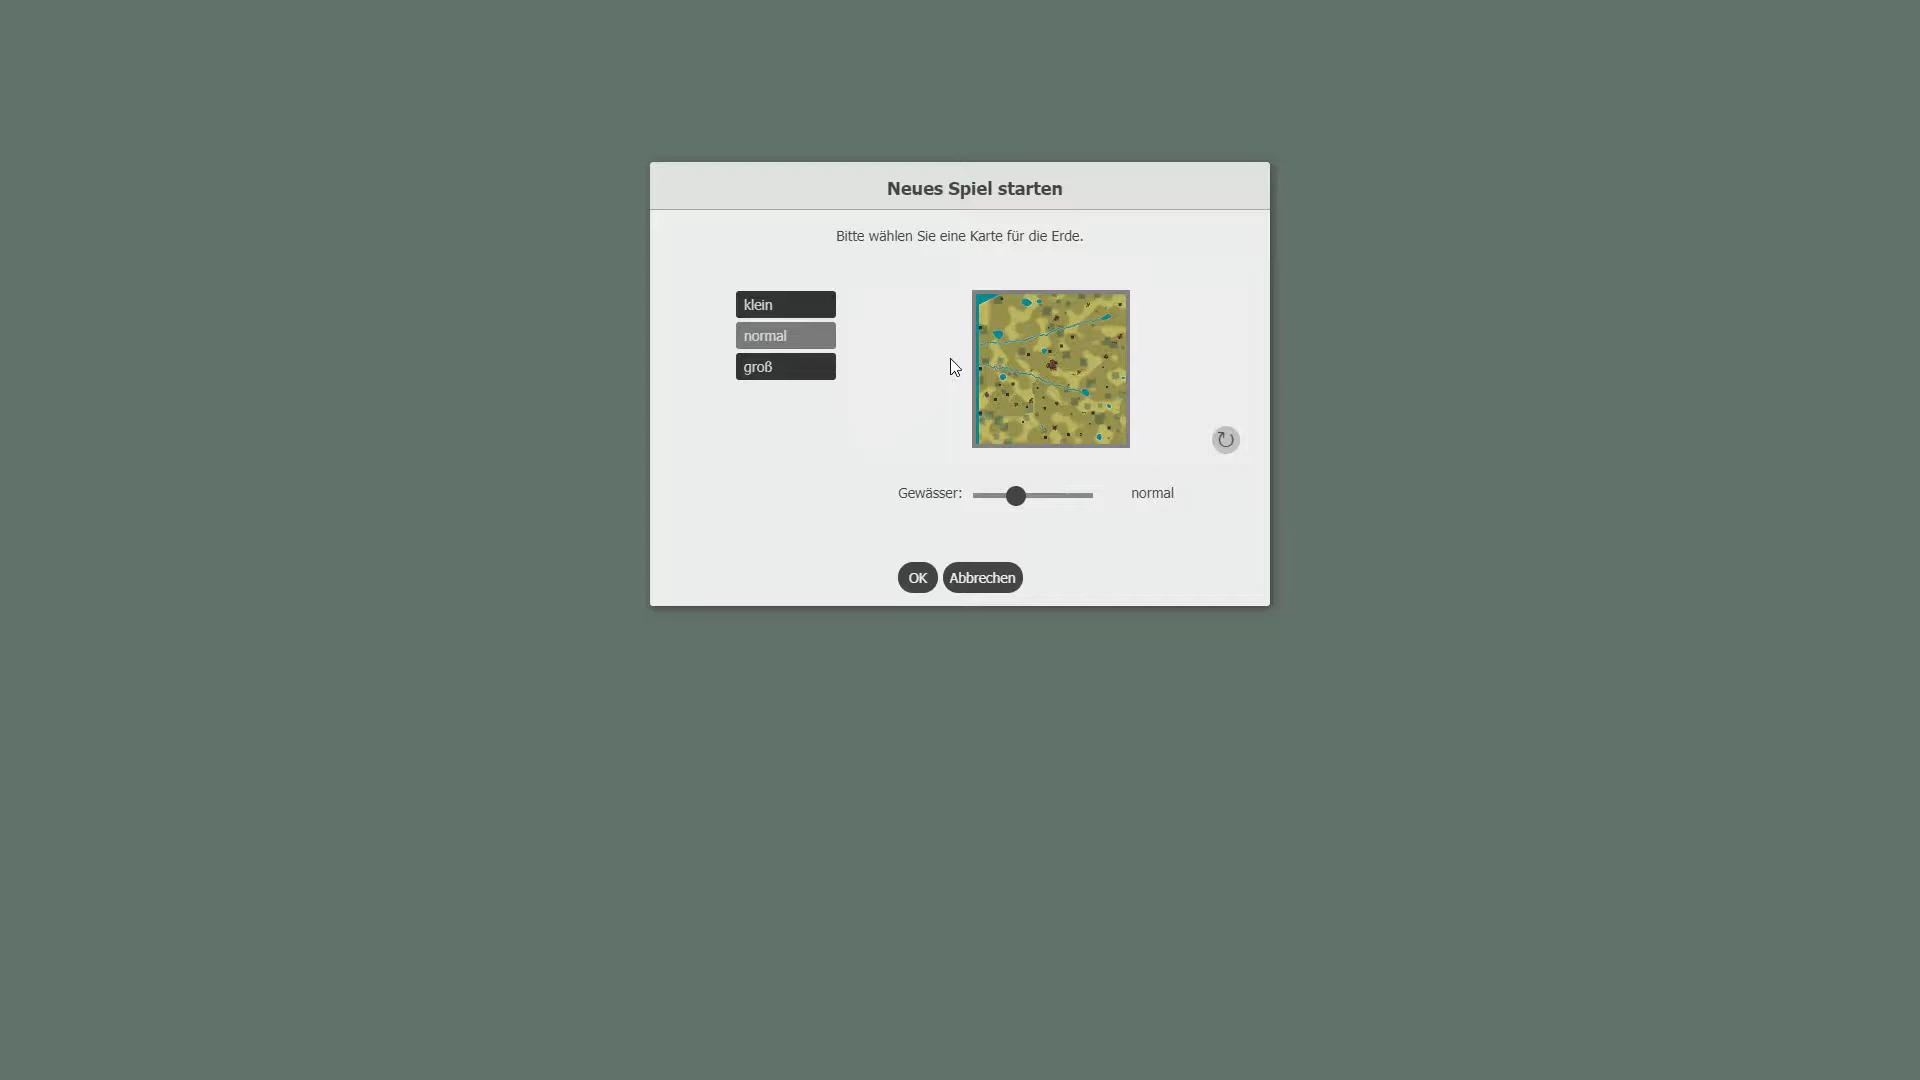 Neues Spiel starten
Bitte wählen Sie eine Karte für die Erde.
klein
normal
groß
Gewässer:
normal
OK Abbrechen